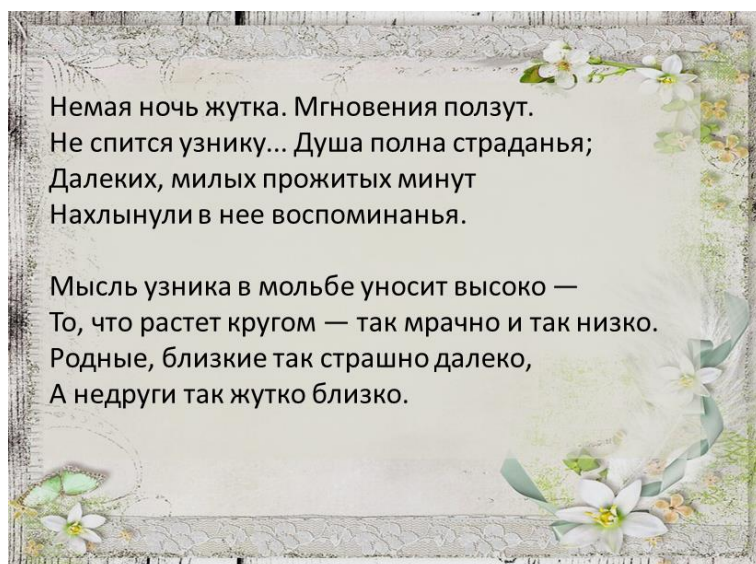 Немая ночь жутка. Мгновения ползут.
Не спится узнику... Душа полна страданья;
Далеких, милых прожитых минут
Нахлынули в нее воспоминанья.
Мысль узника в мольбе уносит высоко —
То, что растет кругом — так мрачно и так низко.
Родные, близкие так страшно далеко,
А недруги так жутко близко.